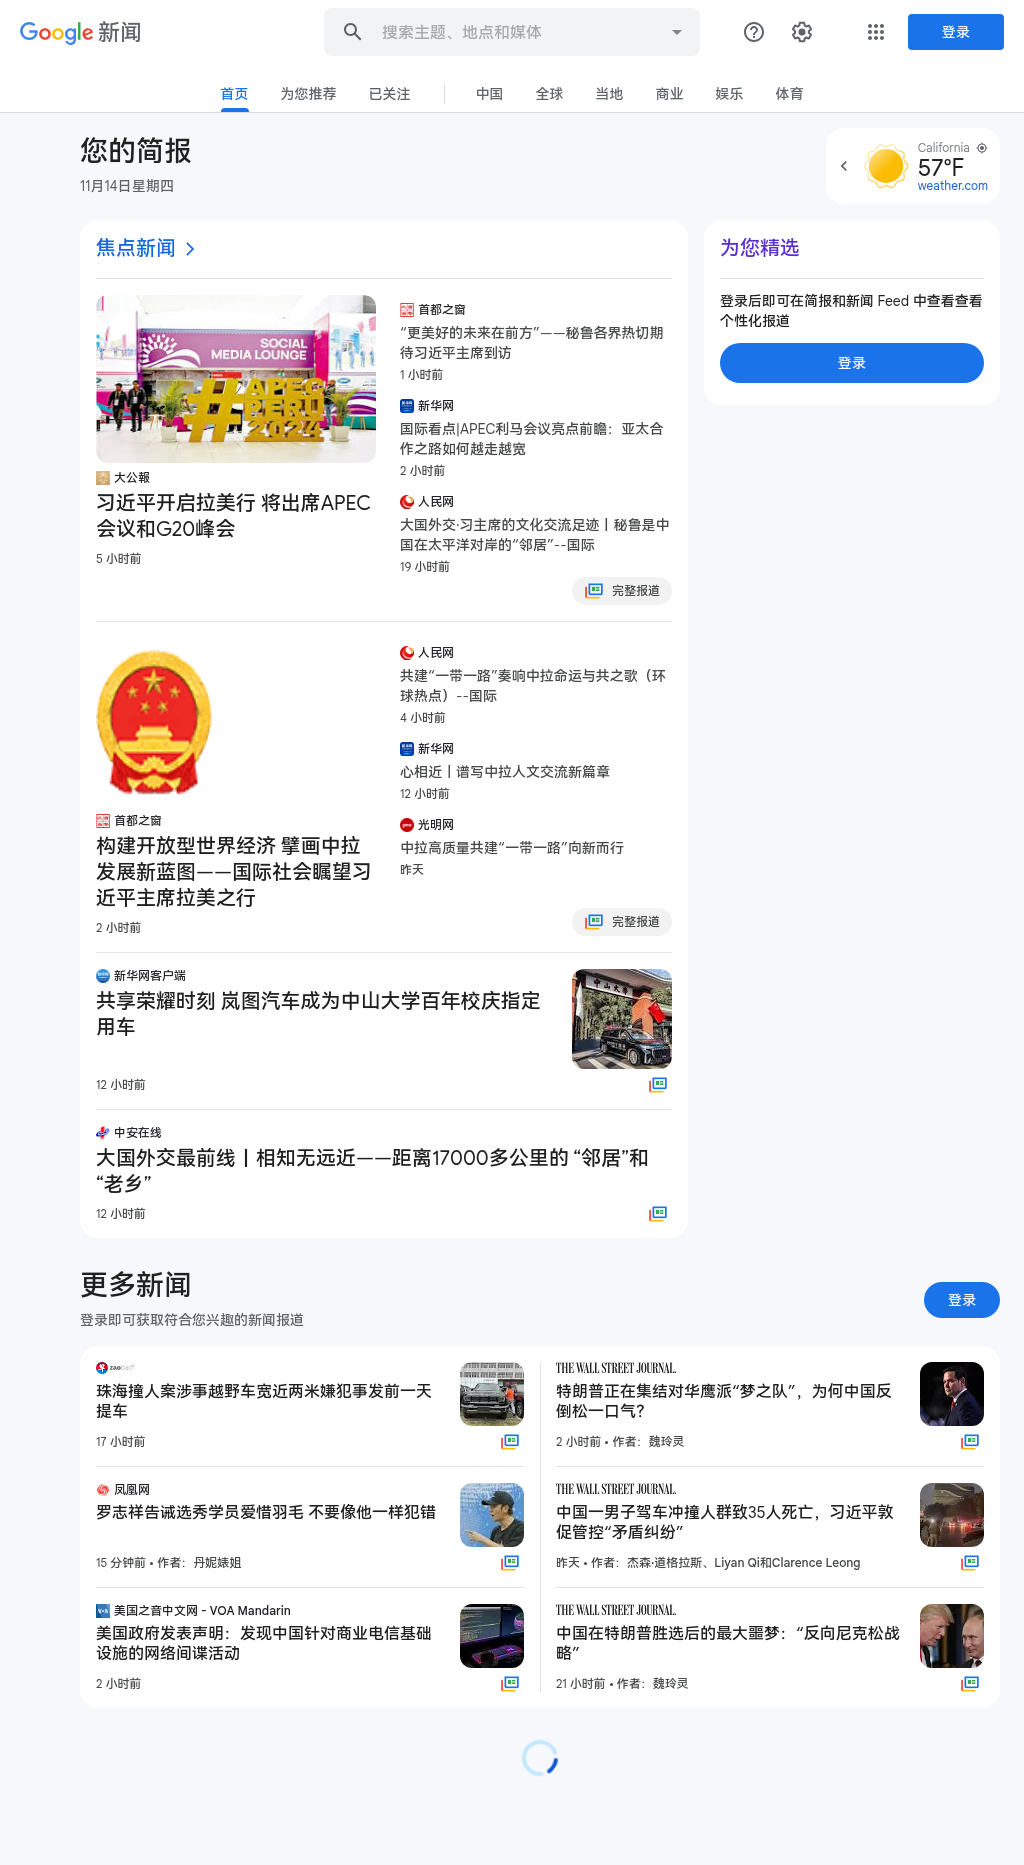 Google 新闻
搜索主题、地点和媒体
登录
首页
为您推荐
已关注
中国
全球
当地
商业
娱乐
体育
您的简报
11月14日星期四
California
57°F
weather.com
焦点新闻
SOCIAL
MEDIA LOUNGE
#APEC
PERU
2024
大公報
习近平开启拉美行 将出席APEC
会议和G20峰会
5 小时前
首都之窗
“更美好的未来在前方”——秘鲁各界热切期
待习近平主席到访
1 小时前
新华网
国际看点|APEC利马会议亮点前瞻：亚太合
作之路如何越走越宽
2 小时前
人民网
大国外交·习主席的文化交流足迹丨秘鲁是中
国在太平洋对岸的“邻居”--国际
19 小时前
完整报道
首都之窗
构建开放型世界经济 擘画中拉
发展新蓝图——国际社会瞩望习
近平主席拉美之行
2 小时前
人民网
共建“一带一路”奏响中拉命运与共之歌（环
球热点）--国际
4 小时前
新华网
心相近丨谱写中拉人文交流新篇章
12 小时前
光明网
中拉高质量共建“一带一路”向新而行
昨天
完整报道
新华网客户端
共享荣耀时刻 岚图汽车成为中山大学百年校庆指定
用车
12 小时前
中山大学
中安在线
大国外交最前线丨相知无远近——距离17000多公里的 “邻居”和
“老乡”
12 小时前
为您精选
登录后即可在简报和新闻 Feed 中查看查看
个性化报道
登录
更多新闻
登录即可获取符合您兴趣的新闻报道
登录
zaobao
珠海撞人案涉事越野车宽近两米嫌犯事发前一天
提车
17 小时前
凤凰网
罗志祥告诫选秀学员爱惜羽毛 不要像他一样犯错
15 分钟前 • 作者：丹妮婊姐
VOA
美国之音中文网 - VOA Mandarin
美国政府发表声明：发现中国针对商业电信基础
设施的网络间谍活动
2 小时前
THE WALL STREET JOURNAL.
特朗普正在集结对华鹰派“梦之队”，为何中国反
倒松一口气？
2 小时前 • 作者：魏玲灵
THE WALL STREET JOURNAL.
中国一男子驾车冲撞人群致35人死亡，习近平敦
促管控“矛盾纠纷”
昨天 • 作者：杰森·道格拉斯、Liyan Qi和Clarence Leong
THE WALL STREET JOURNAL.
中国在特朗普胜选后的最大噩梦：“反向尼克松战
略”
21 小时前 • 作者：魏玲灵